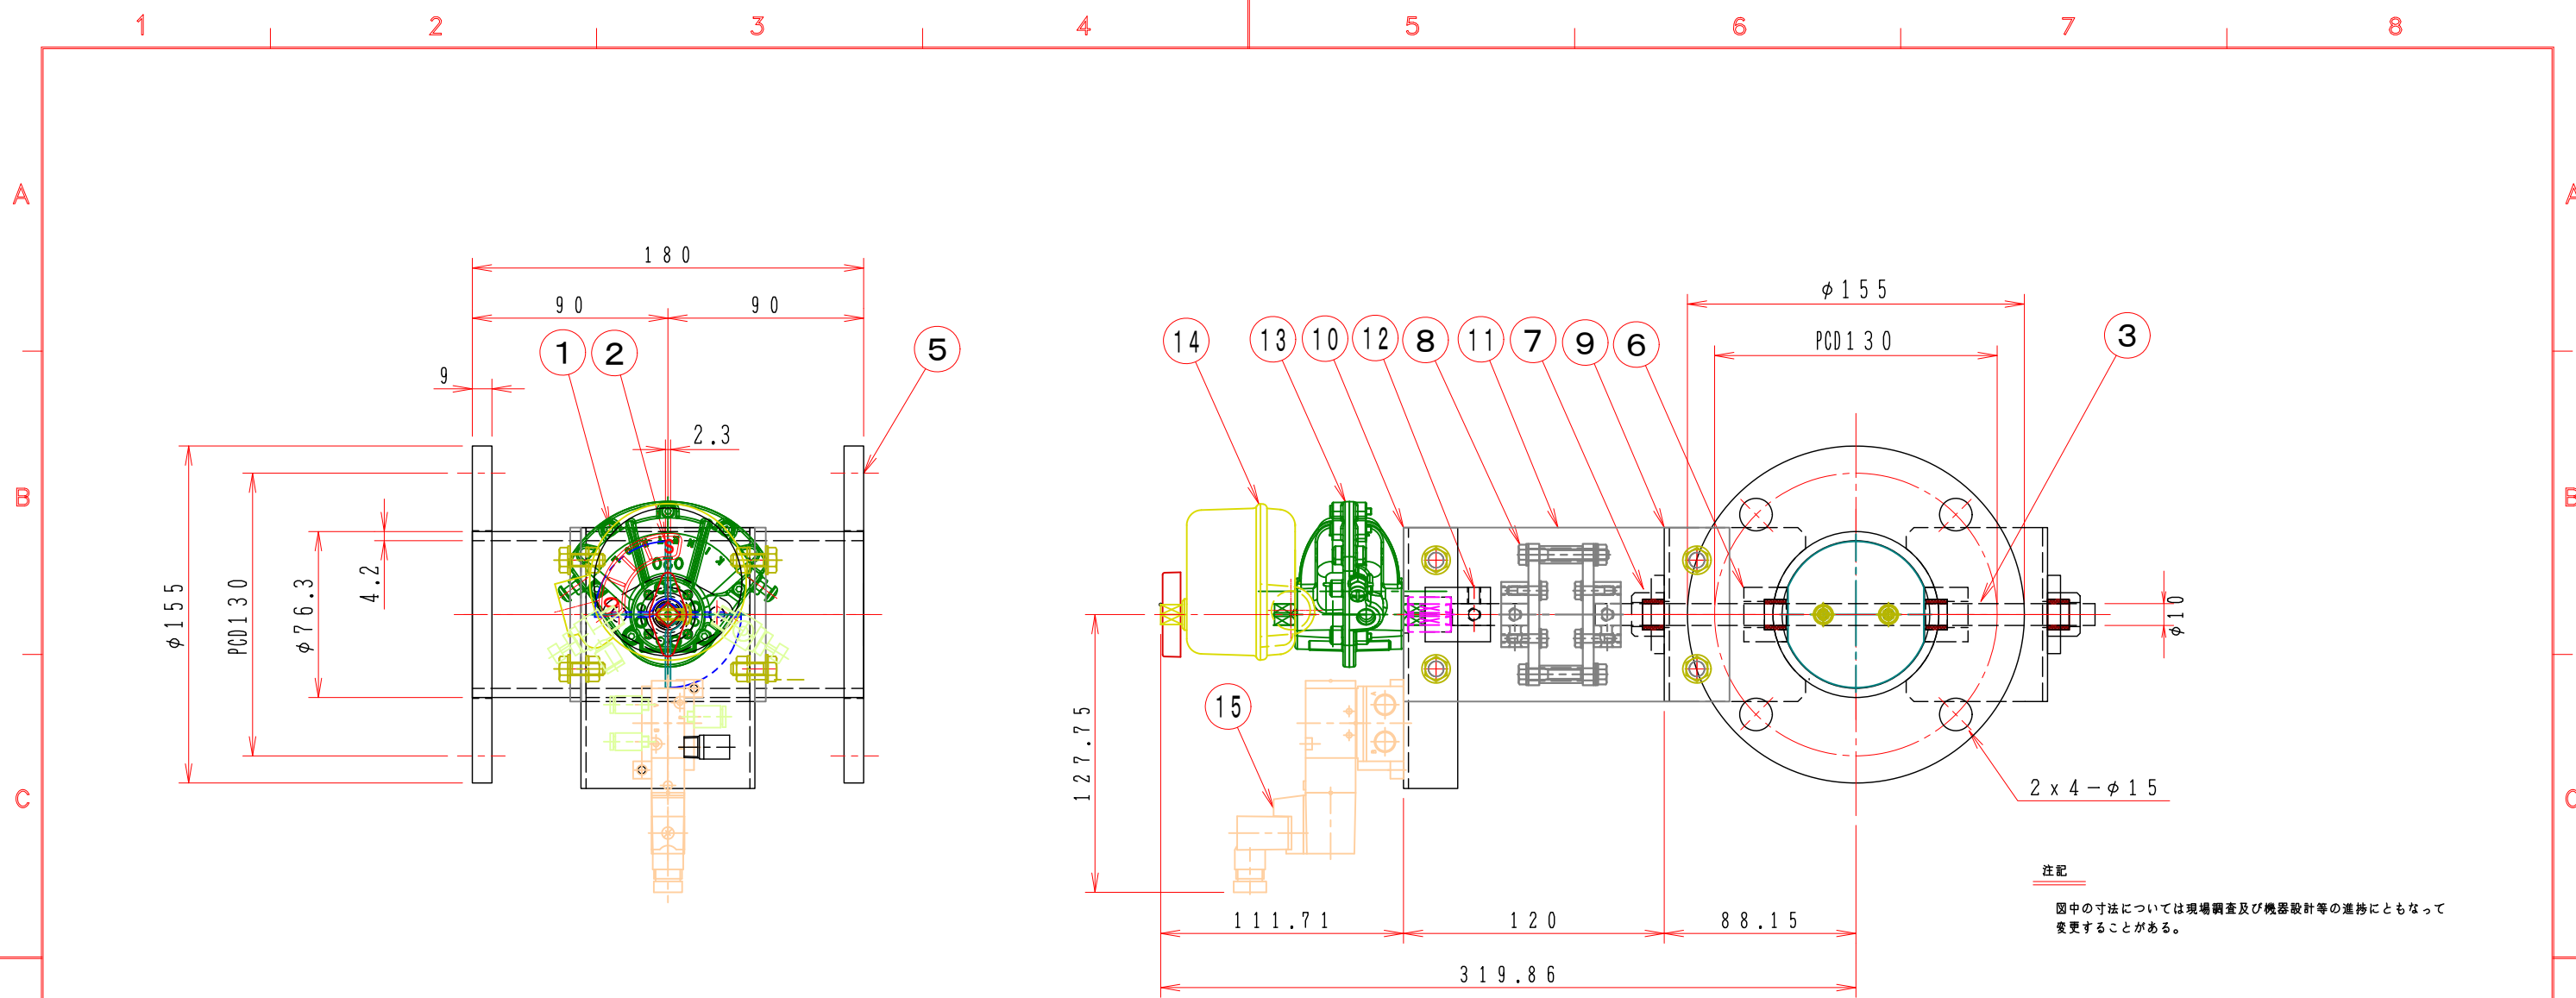 1 2 3 4 5 6 7 8
A A
180
90 90
φ155
1 2 5 14 13 10 12 8 11 7 9 6 3
PCD130
9
2.3
B B
S
φ155 PCD130 φ76.3 4.2
φ10
15
127.75
2x4-φ15
C C
注記
図中の寸法については現場調査及び機器設計等の進捗にともなって
変更することがある。
111.71 120 88.15
319.86